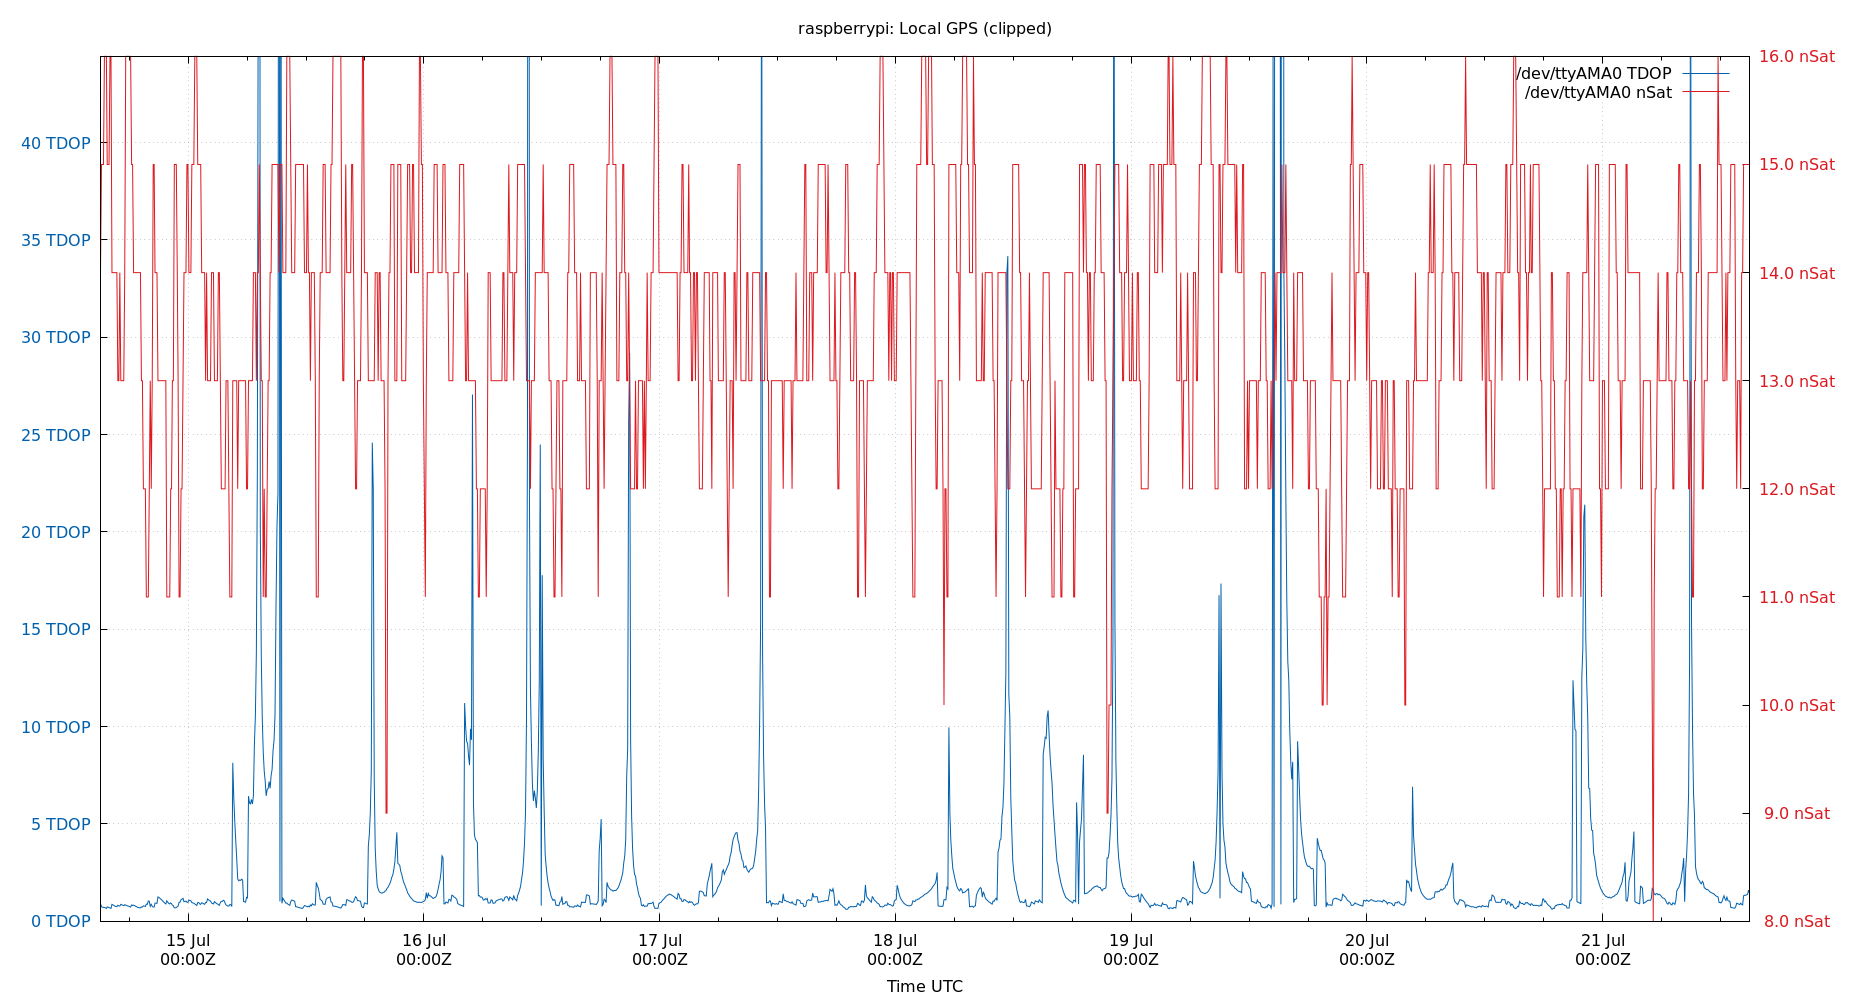 raspberrypi: Local GPS (clipped)
/dev/ttyAMA0 TDOP
/dev/ttyAMA0 nSat
40 TDOP
35 TDOP
30 TDOP
25 TDOP
20 TDOP
15 TDOP
10 TDOP
5 TDOP
0 TDOP
16.0 nSat
15.0 nSat
14.0 nSat
13.0 nSat
12.0 nSat
11.0 nSat
10.0 nSat
9.0 nSat
8.0 nSat
15 Jul 16 Jul 17 Jul 18 Jul 19 Jul 20 Jul 21 Jul
00:00Z 00:00Z 00:00Z 00:00Z 00:00Z 00:00Z 00:00Z
Time UTC